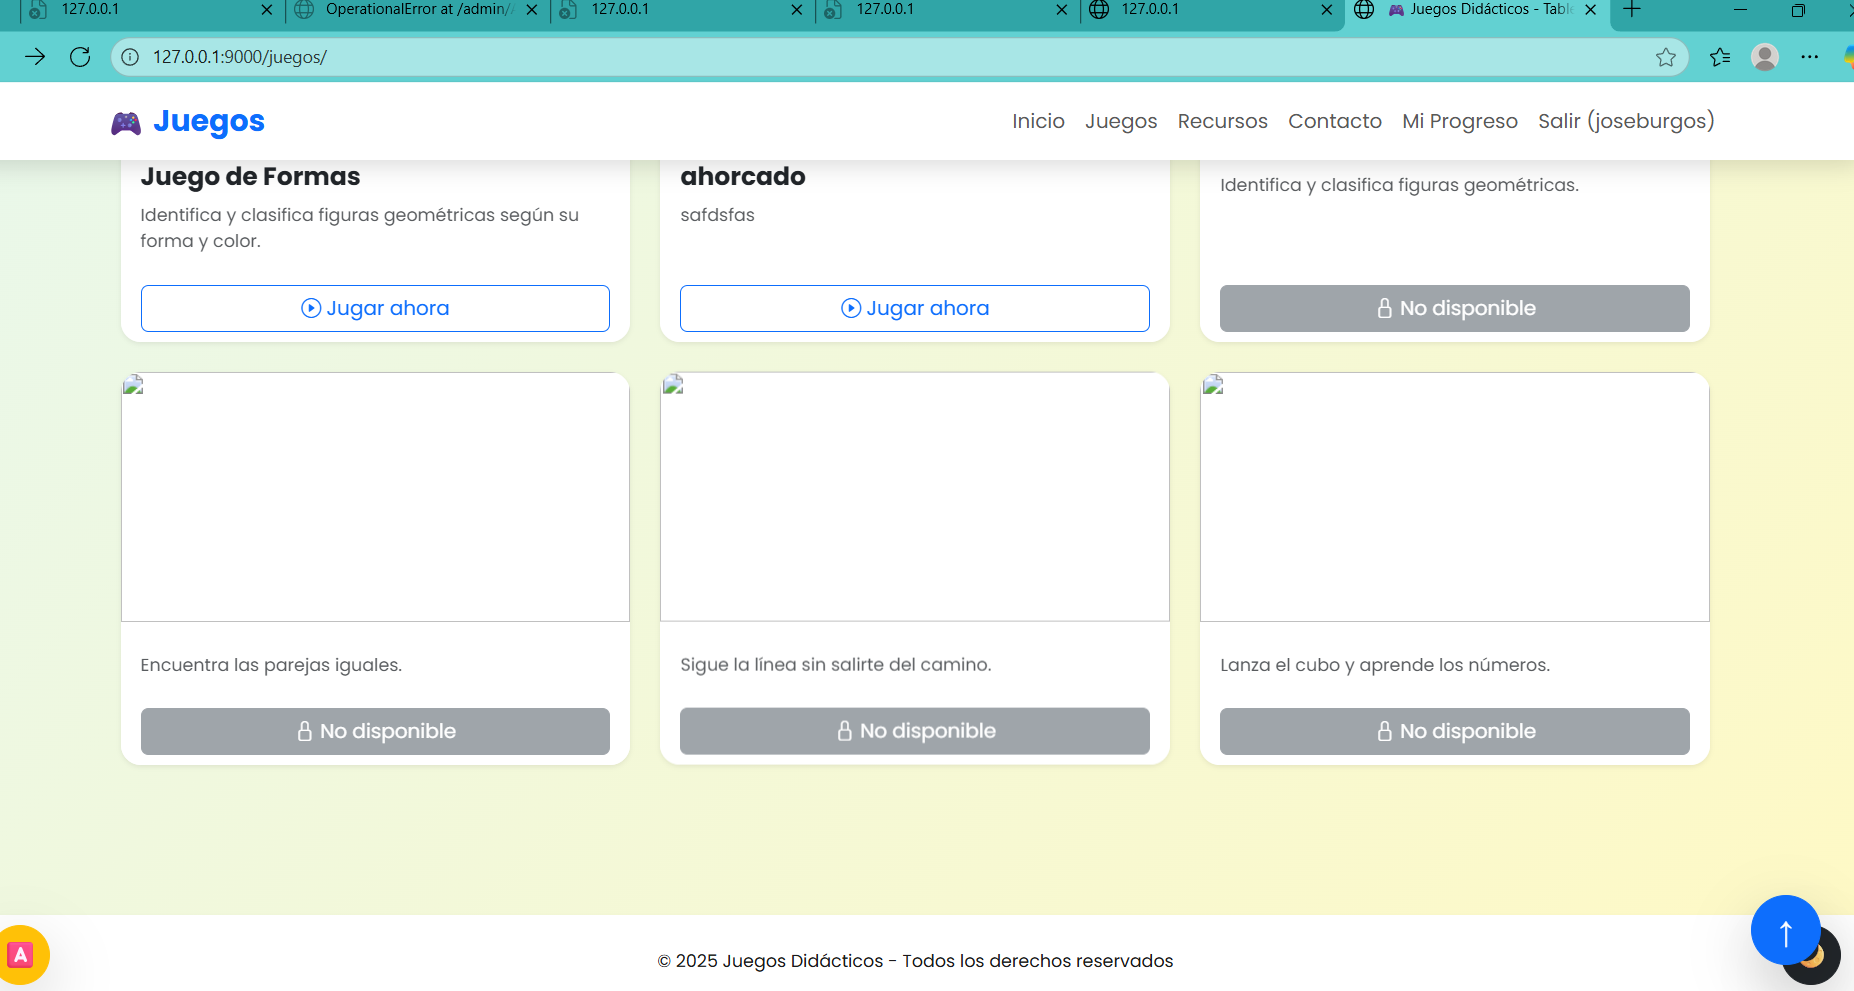 127.0.0.1
OperationalError at /admin/
127.0.0.1
127.0.0.1
127.0.0.1
Juegos Didácticos - Tabl
127.0.0.1:9000/juegos/
Juegos
Inicio
Juegos
Recursos
Contacto
Mi Progreso
Salir (joseburgos)
Juego de Formas
Identifica y clasifica figuras geométricas según su
forma y color.
Jugar ahora
ahorcado
safdsfas
Jugar ahora
Identifica y clasifica figuras geométricas.
No disponible
Encuentra las parejas iguales.
No disponible
Sigue la línea sin salirte del camino.
No disponible
Lanza el cubo y aprende los números.
No disponible
A
© 2025 Juegos Didácticos - Todos los derechos reservados